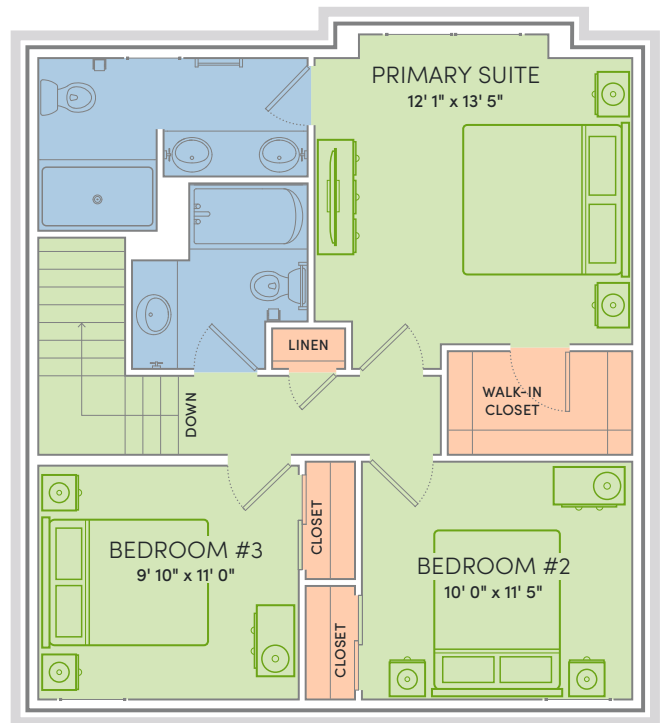 PRIMARY SUITE
12' 1" x 13' 5"
LINEN
WALK-IN
CLOSET
DOWN
CLOSET
BEDROOM #3
9' 10" x 11' 0"
BEDROOM #2
10' 0" x 11' 5"
CLOSET